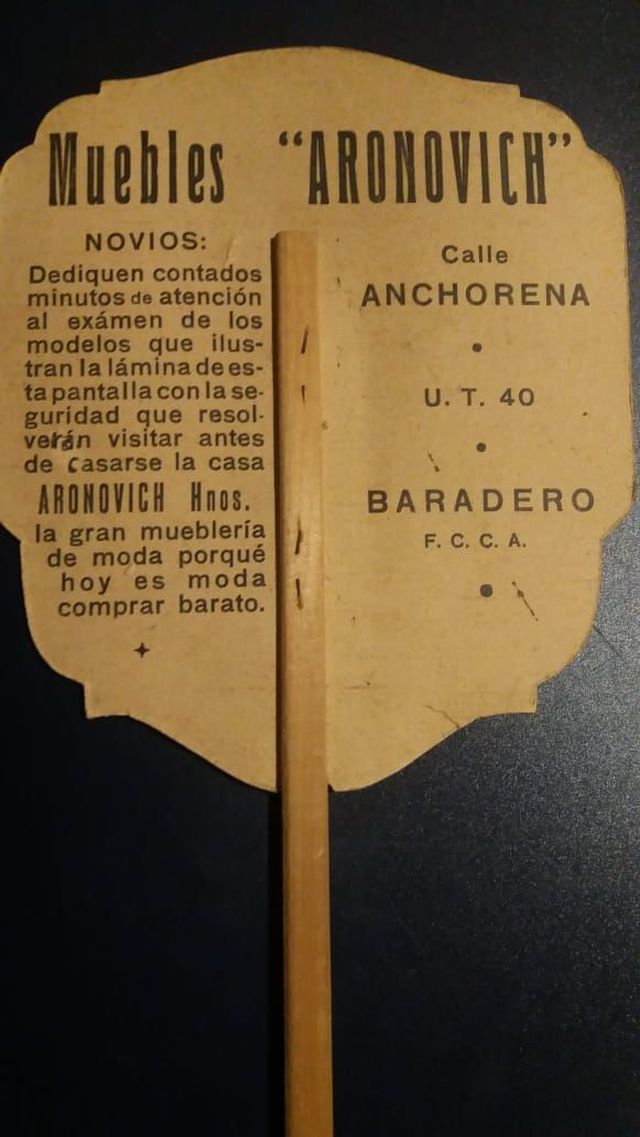 Muebles “ARONOVICH”
NOVIOS:
Dediquen contados
minutos de atención
al exámen de los
modelos que ilus-
tran la lámina de es-
ta pantalla con la se-
guridad que resol-
verán visitar antes
de casarse la casa
ARONOVICH Hnos.
la gran mueblería
de moda porqué
hoy es moda
comprar barato.
Calle
ANCHORENA
U. T. 40
BARADERO
F. C. C. A.